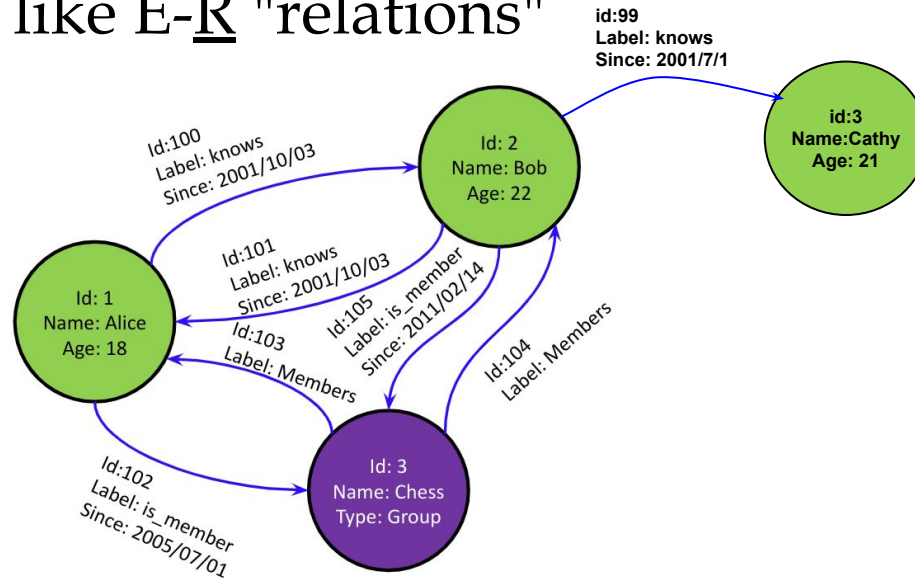 like E-R "relations"
id:99
Label: knows
Since: 2001/7/1
Id:100
Label: knows
Since: 2001/10/03
Id: 2
Name: Bob
Age: 22
id:3
Name:Cathy
Age: 21
Id:101
Label: knows
Since: 2001/10/03
Id:105
Label: is_member
Since: 2011/02/14
Id: 1
Name: Alice
Age: 18
Id:103
Label: Members
Id:104
Label: Members
Id:102
Label: is_member
Since: 2005/07/01
Id: 3
Name: Chess
Type: Group